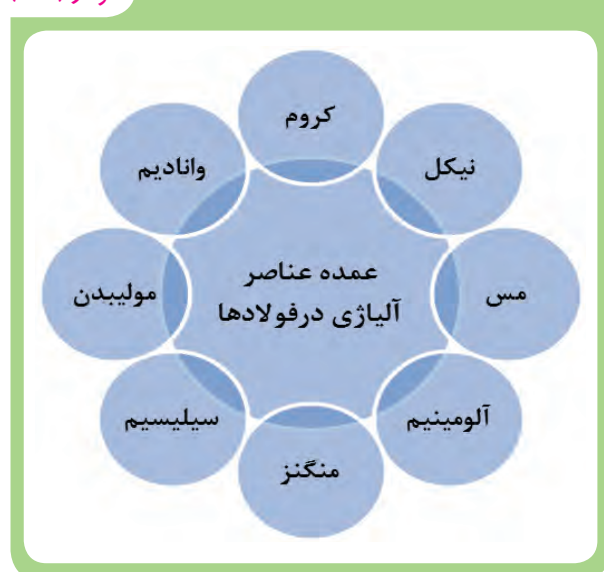 کروم
نیکل
مس
آلومینیم
منگنز
سیلیسیم
مولیبدن
وانادیم
عمده عناصر
آلیاژی درفولادها